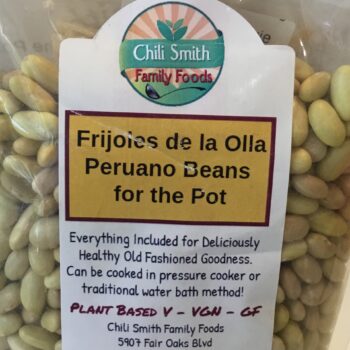 Chili Smith
Family Foods
Frijoles de la Olla
Peruano Beans
for the Pot
Everything Included for Deliciously
Healthy Old Fashioned Goodness.
Can be cooked in pressure cooker or
traditional water bath method!
PLANT BASED V - VGN - GF
Chili Smith Family Foods
5907 Fair Oaks Blvd